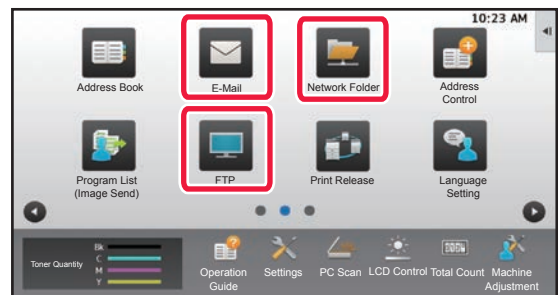 10:23 AM
Address Book
E-Mail
Network Folder
Address
Control
Program List
(Image Send)
FTP
Print Release
Language
Setting
Toner Quantity
Bk
C
M
Y
Operation
Guide
Settings
PC Scan
LCD Control
Total Count
Machine
Adjustment